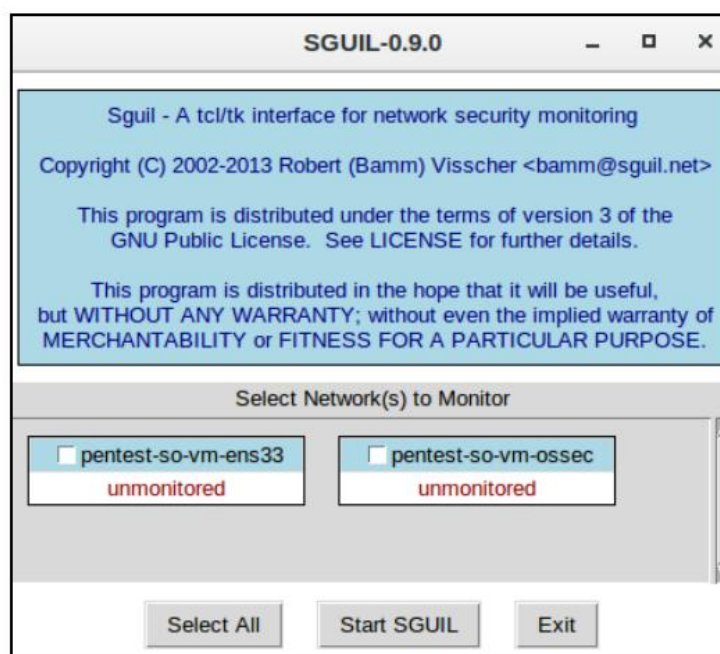 SGUIL-0.9.0
Sguil - A tcl/tk interface for network security monitoring
Copyright (C) 2002-2013 Robert (Bamm) Visscher <bamm@sguil.net>
This program is distributed under the terms of version 3 of the
GNU Public License. See LICENSE for further details.
This program is distributed in the hope that it will be useful,
but WITHOUT ANY WARRANTY; without even the implied warranty of
MERCHANTABILITY or FITNESS FOR A PARTICULAR PURPOSE.
Select Network(s) to Monitor
pentest-so-vm-ens33 pentest-so-vm-ossec
unmonitored unmonitored
Select All Start SGUIL Exit